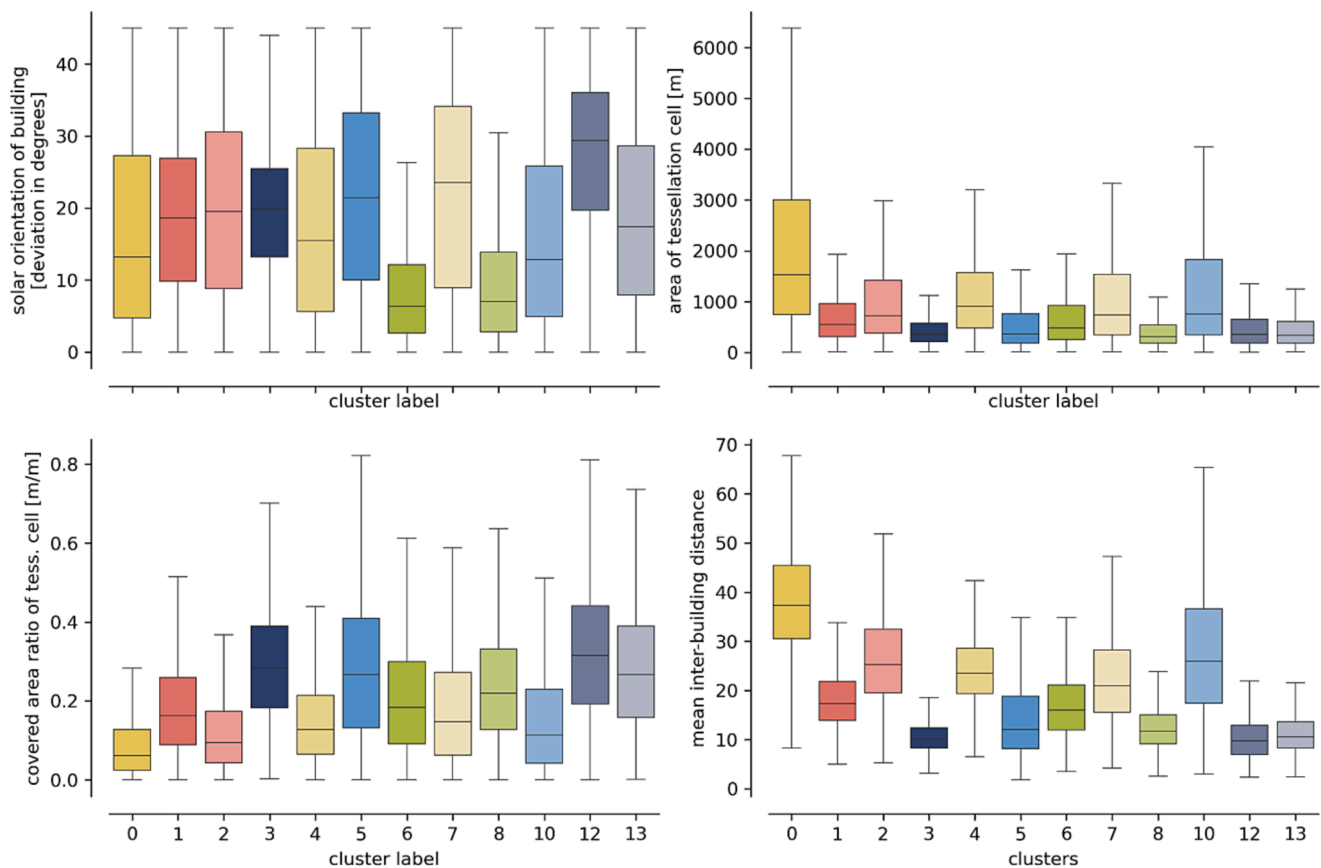 solar orientation of building
[deviation in degrees]
40
30
20
10
0
cluster label
area of tessellation cell [m]
6000
5000
4000
3000
2000
1000
0
cluster label
covered area ratio of tess. cell [m/m]
0.8
0.6
0.4
0.2
0.0
0 1 2 3 4 5 6 7 8 10 12 13
cluster label
mean inter-building distance
70
60
50
40
30
20
10
0
0 1 2 3 4 5 6 7 8 10 12 13
clusters